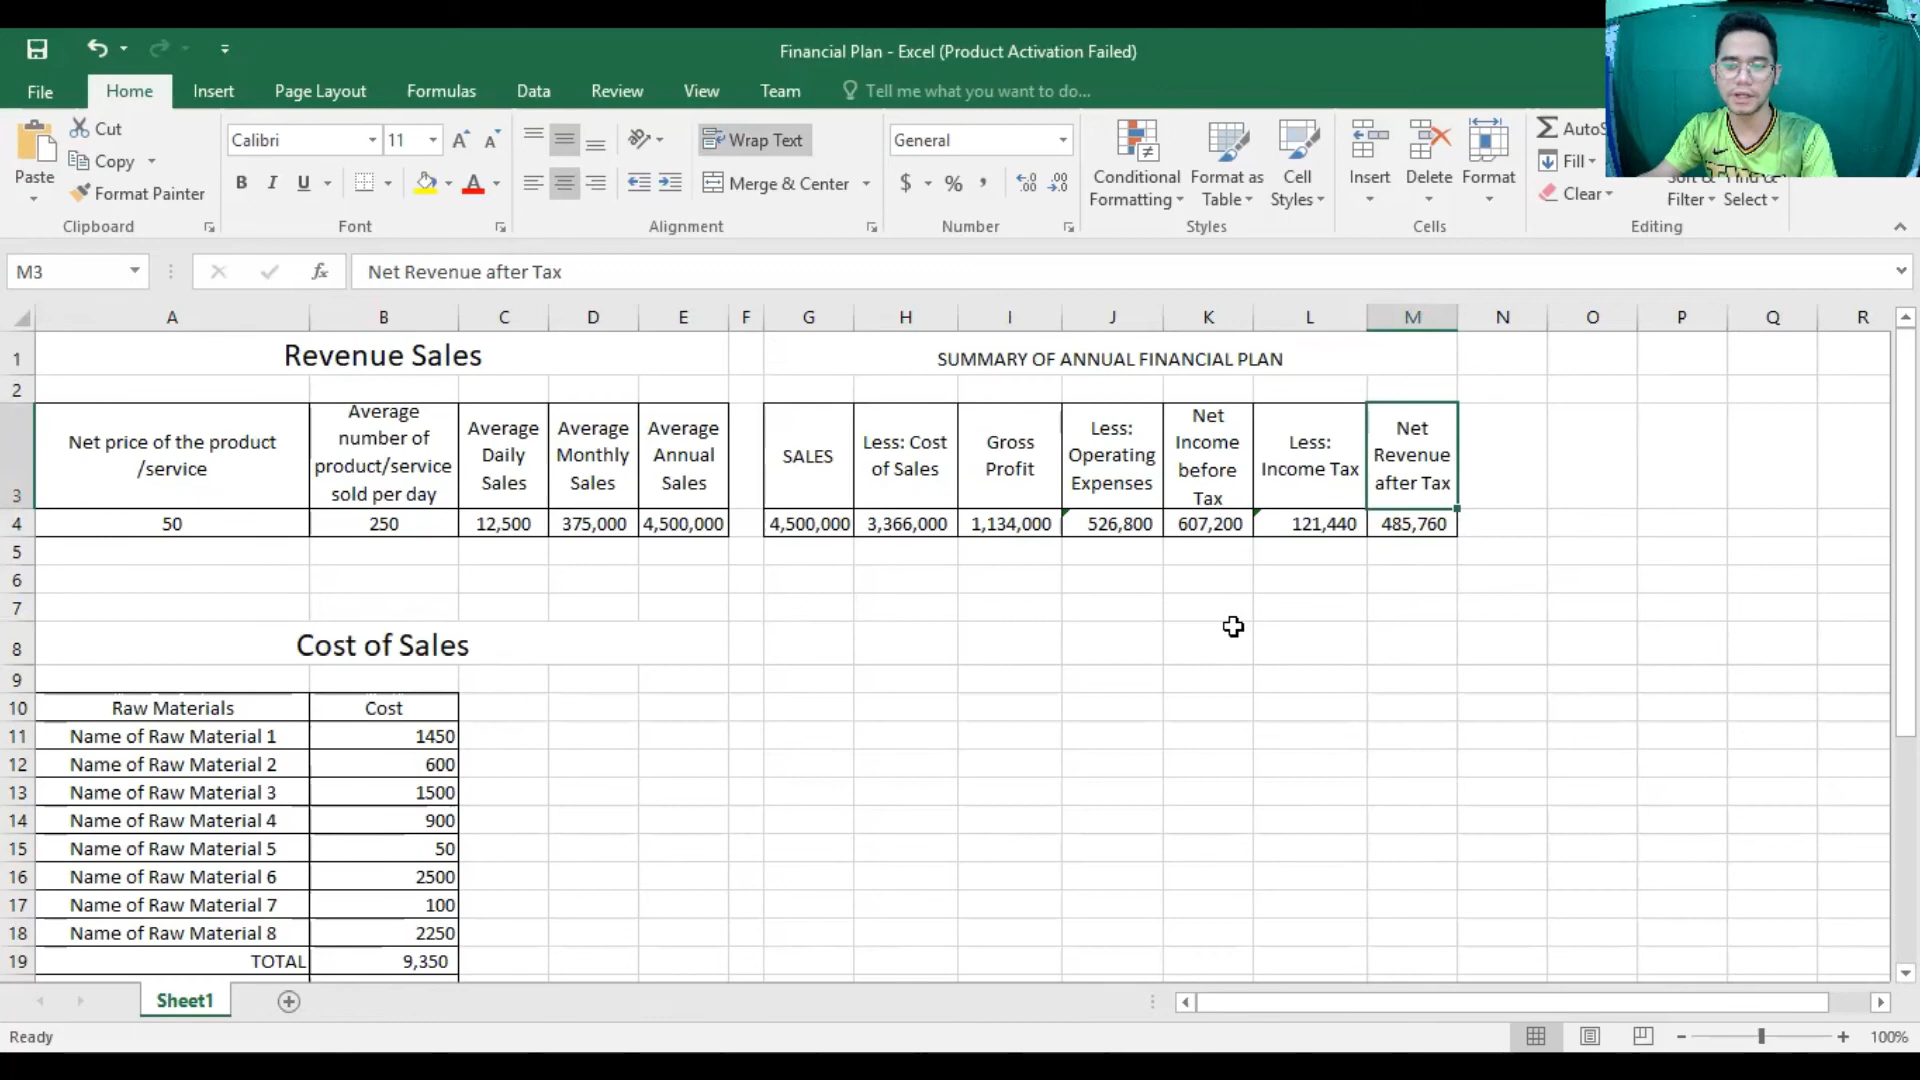 Financial Plan - Excel (Product Activation Failed)
File Home Insert Page Layout Formulas Data Review View Team Tell me what you want to do...
Paste
Cut
Copy
Format Painter
Clipboard
Calibri 11
B I U
Font
Wrap Text
Merge & Center
Alignment
General
$ % ,
Number
Conditional Formatting
Format as Table
Cell Styles
Styles
Insert
Delete
Format
Cells
Fill
Clear
Filter
Select
Editing
M3 fx Net Revenue after Tax
A B C D E F G H I J K L M N O P Q R
1 Revenue Sales SUMMARY OF ANNUAL FINANCIAL PLAN
2
3 Net price of the product /service Average number of product/service sold per day Average Daily Sales Average Monthly Sales Average Annual Sales SALES Less: Cost of Sales Gross Profit Less: Operating Expenses Net Income before Tax Less: Income Tax Net Revenue after Tax
4 50 250 12,500 375,000 4,500,000 4,500,000 3,366,000 1,134,000 526,800 607,200 121,440 485,760
5
6
7
8 Cost of Sales
9
10 Raw Materials Cost
11 Name of Raw Material 1 1450
12 Name of Raw Material 2 600
13 Name of Raw Material 3 1500
14 Name of Raw Material 4 900
15 Name of Raw Material 5 50
16 Name of Raw Material 6 2500
17 Name of Raw Material 7 100
18 Name of Raw Material 8 2250
19 TOTAL 9,350
Sheet1
Ready 100%